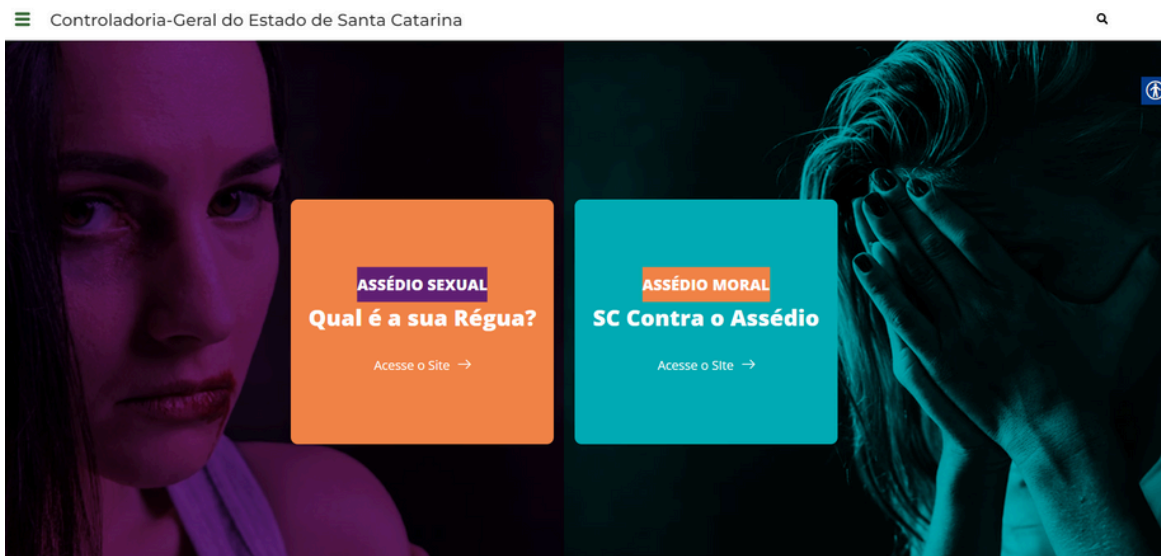 Controladoria-Geral do Estado de Santa Catarina
ASSÉDIO SEXUAL
Qual é a sua Régua?
Acesse o Site →
ASSÉDIO MORAL
SC Contra o Assédio
Acesse o SIte →